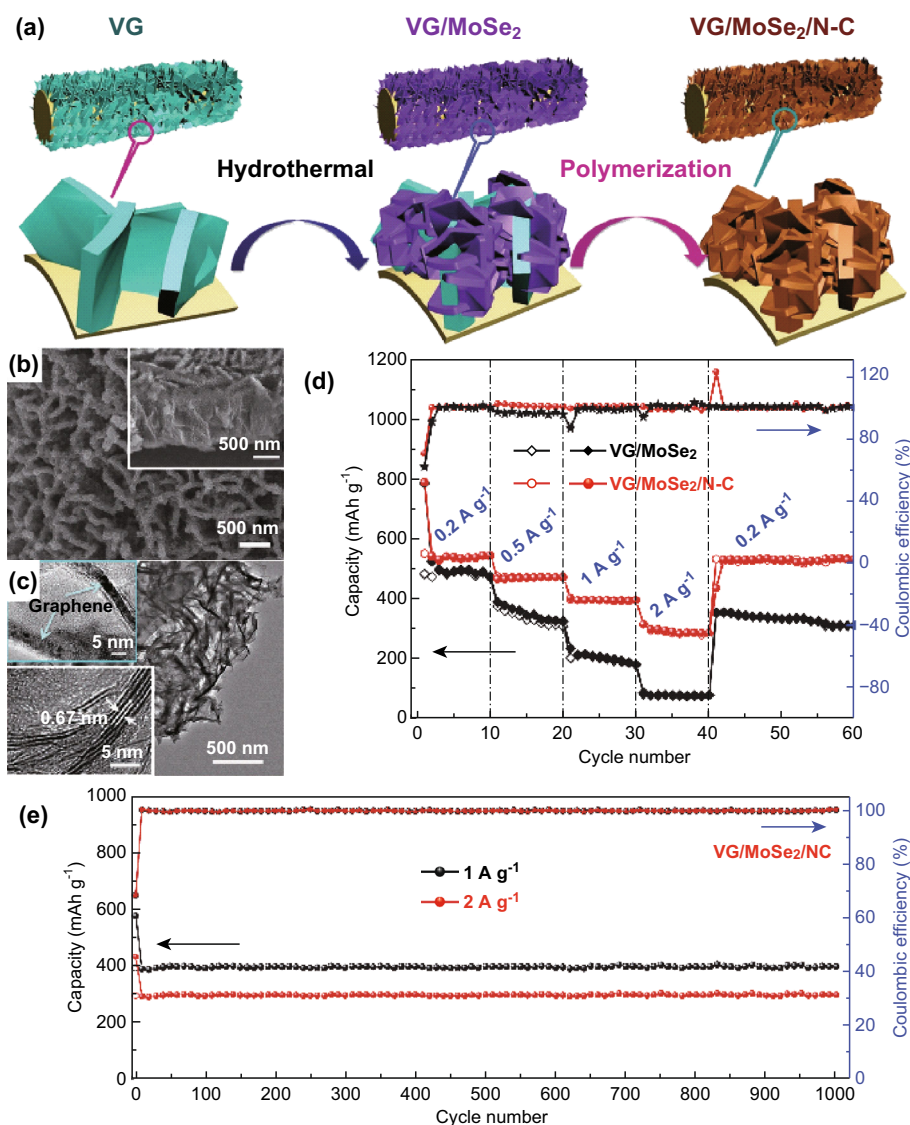 (a)
VG
VG/MoSe₂
VG/MoSe₂/N-C
Hydrothermal
Polymerization
(b)
500 nm
500 nm
(c)
Graphene
5 nm
0.67 nm
5 nm
500 nm
(d)
1200
1000
800
600
400
200
0
Capacity (mAh g⁻¹)
120
80
40
0
−40
−80
Coulombic efficiency (%)
VG/MoSe₂
VG/MoSe₂/N-C
0.2 A g⁻¹
0.5 A g⁻¹
1 A g⁻¹
2 A g⁻¹
0.2 A g⁻¹
0 10 20 30 40 50 60
Cycle number
(e)
1000
800
600
400
200
0
Capacity (mAh g⁻¹)
100
80
60
40
20
0
Coulombic efficiency (%)
VG/MoSe₂/NC
1 A g⁻¹
2 A g⁻¹
0 100 200 300 400 500 600 700 800 900 1000
Cycle number